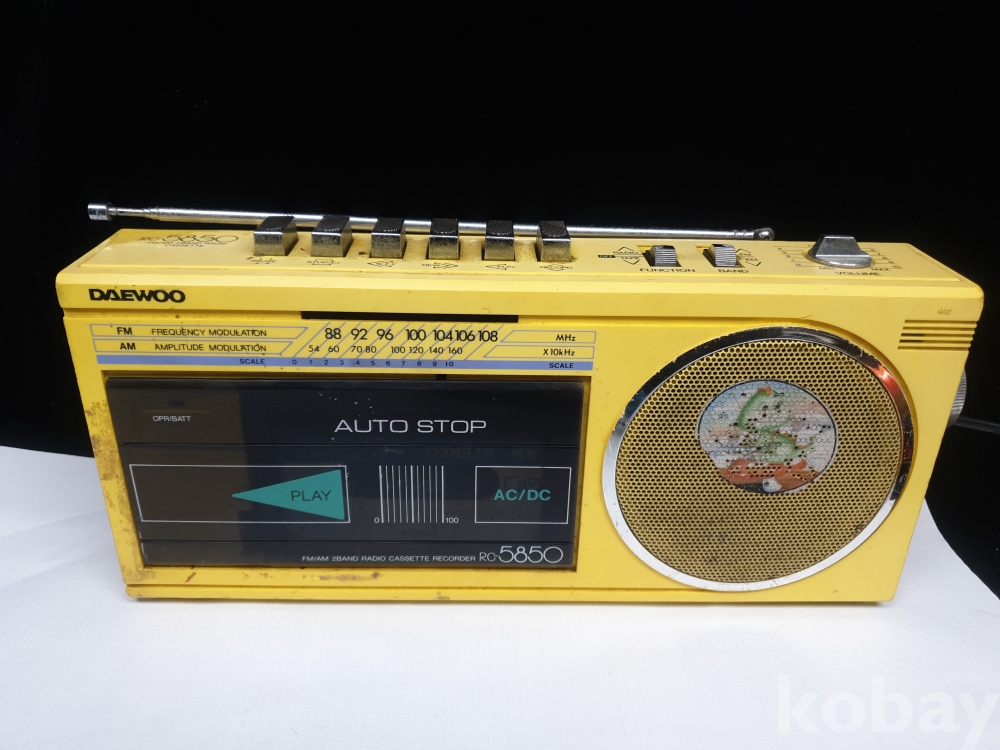 RC-5850
FUNCTION
BAND
VOLUME
DAEWOO
FM FREQUENCY MODULATION 88 92 96 100 104 106 108 MHz
AM AMPLITUDE MODULATION 54 60 70 80 100 120 140 160 X10kHz
SCALE 0 1 2 3 4 5 6 7 8 9 10 SCALE
OPR/BATT
AUTO STOP
PLAY
0 100
AC/DC
FM/AM 2BAND RADIO CASSETTE RECORDER RC-5850
kobay